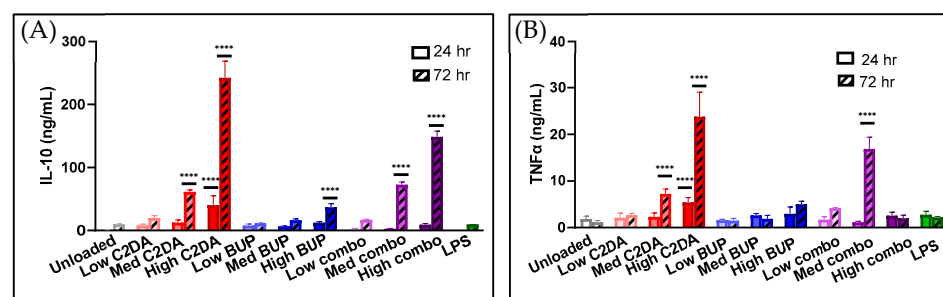 (A)
IL-10 (ng/mL)
300
200
100
0
****
****
****
****
****
****
24 hr
72 hr
Unloaded
Low C2DA
Med C2DA
High C2DA
Low BUP
Med BUP
High BUP
Low combo
Med combo
High combo
LPS
(B)
TNFα (ng/mL)
40
30
20
10
0
****
****
****
****
24 hr
72 hr
Unloaded
Low C2DA
Med C2DA
High C2DA
Low BUP
Med BUP
High BUP
Low combo
Med combo
High combo
LPS